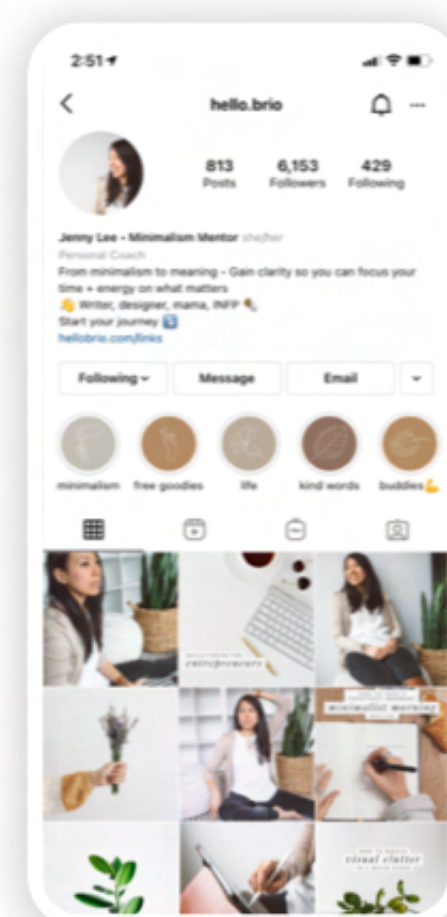 2:51
hello.brio
813 6,153 429
Posts Followers Following
Jenny Lee - Minimalism Mentor she/her
Personal Coach
From minimalism to meaning - Gain clarity so you can focus your
time + energy on what matters
👋 Writer, designer, mama, INFP ✒️
Start your journey ⤵️
hellobrio.com/links
Following Message Email
minimalism free goodies life kind words buddies💪
entrepreneurs
minimalist morning
visual clutter